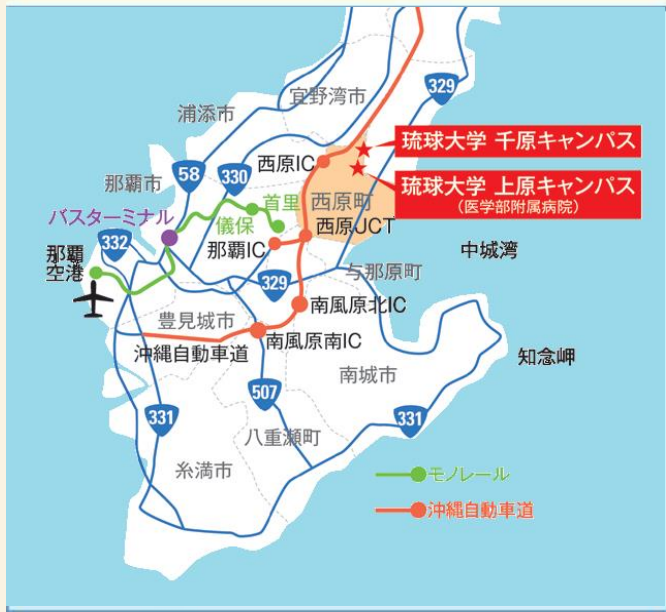 宜野湾市
329
浦添市
琉球大学 千原キャンパス
西原IC
58
330
琉球大学 上原キャンパス
(医学部附属病院)
那覇市
首里
西原町
バスターミナル
儀保
西原JCT
332
那覇IC
中城湾
那覇
空港
与那原町
329
南風原北IC
豊見城市
沖縄自動車道
南風原南IC
知念岬
南城市
507
331
331
八重瀬町
糸満市
モノレール
沖縄自動車道